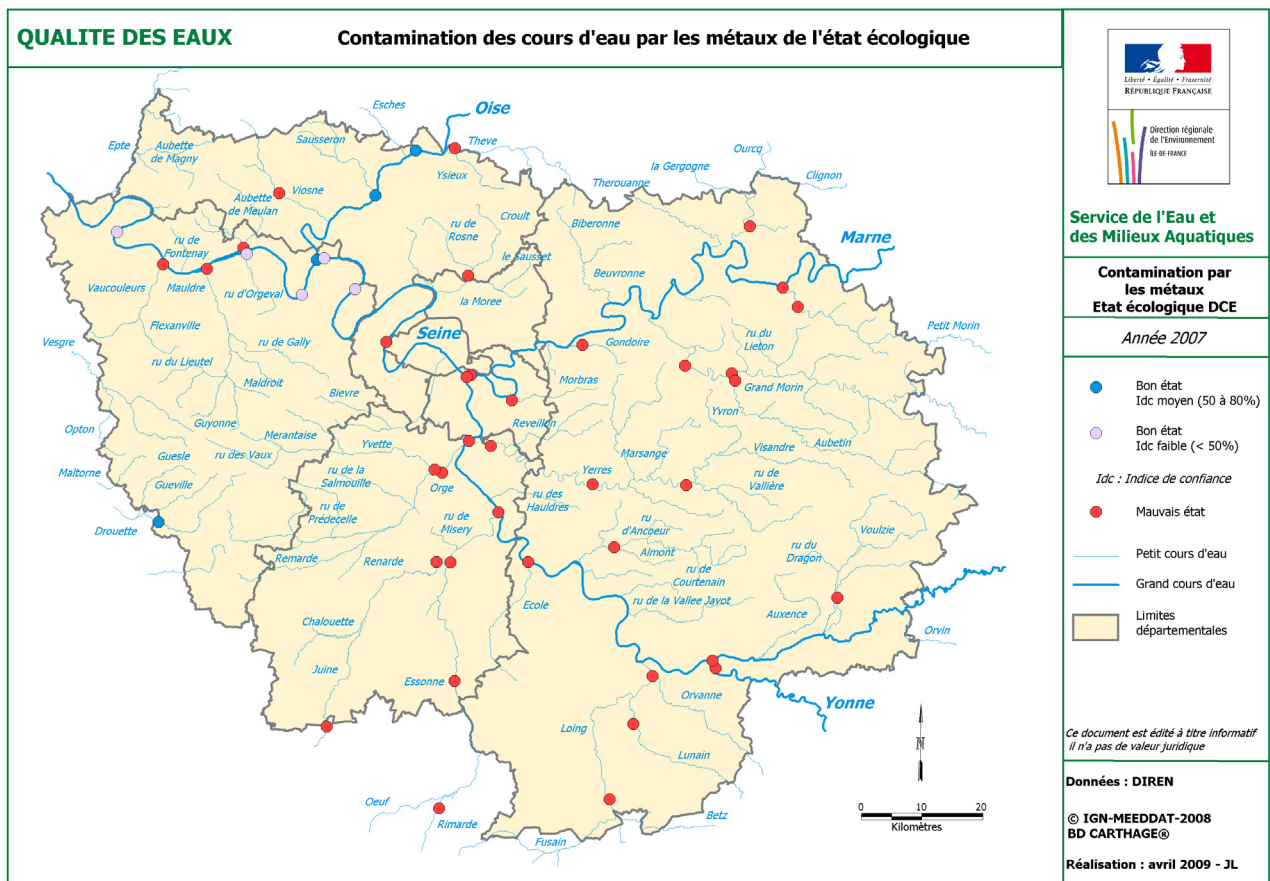 QUALITE DES EAUX
Contamination des cours d'eau par les métaux de l'état écologique
Liberté • Égalité • Fraternité
RÉPUBLIQUE FRANÇAISE
Direction régionale
de l'Environnement
ÎLE-DE-FRANCE
Service de l'Eau et
des Milieux Aquatiques
Contamination par
les métaux
Etat écologique DCE
Année 2007
Bon état
Idc moyen (50 à 80%)
Bon état
Idc faible (< 50%)
Idc : Indice de confiance
Mauvais état
Petit cours d'eau
Grand cours d'eau
Limites
départementales
Ce document est édité à titre informatif
il n'a pas de valeur juridique
Données : DIREN
© IGN-MEEDDAT-2008
BD CARTHAGE®
Réalisation : avril 2009 - JL
Esches
Oise
Epte
Aubette
de Magny
Sausseron
Theve
Ysieux
Viosne
Aubette
de Meulan
Ourcq
la Gergogne
Clignon
Therouanne
Biberonne
Croult
ru de
Rosne
le Sausset
Marne
ru de
Fontenay
Beuvronne
Vaucouleurs
Mauldre
ru d'Orgeval
la Moree
Flexanville
Seine
Petit Morin
Vesgre
ru de Gally
Gondoire
ru du
Lieton
ru du Lieutel
Maldroit
Morbras
Grand Morin
Bievre
Yvron
Guyonne
Reveillon
Opton
Merantaise
Yvette
Marsange
Visandre
Aubetin
Guesle
ru des Vaux
Maltorne
Gueville
ru de la
Salmouille
Orge
Yerres
ru de
Vallière
ru des
Hauldres
ru de
Prédecelle
ru de
Misery
ru
d'Ancoeur
Voulzie
Drouette
Almont
ru du
Dragon
Remarde
Renarde
ru de
Courtenain
Ecole
ru de la Vallee Javot
Auxence
Chalouette
Orvin
Juine
Essonne
Orvanne
Yonne
Loing
Lunain
N
Oeuf
Rimarde
Betz
Fusain
0 10 20
Kilomètres